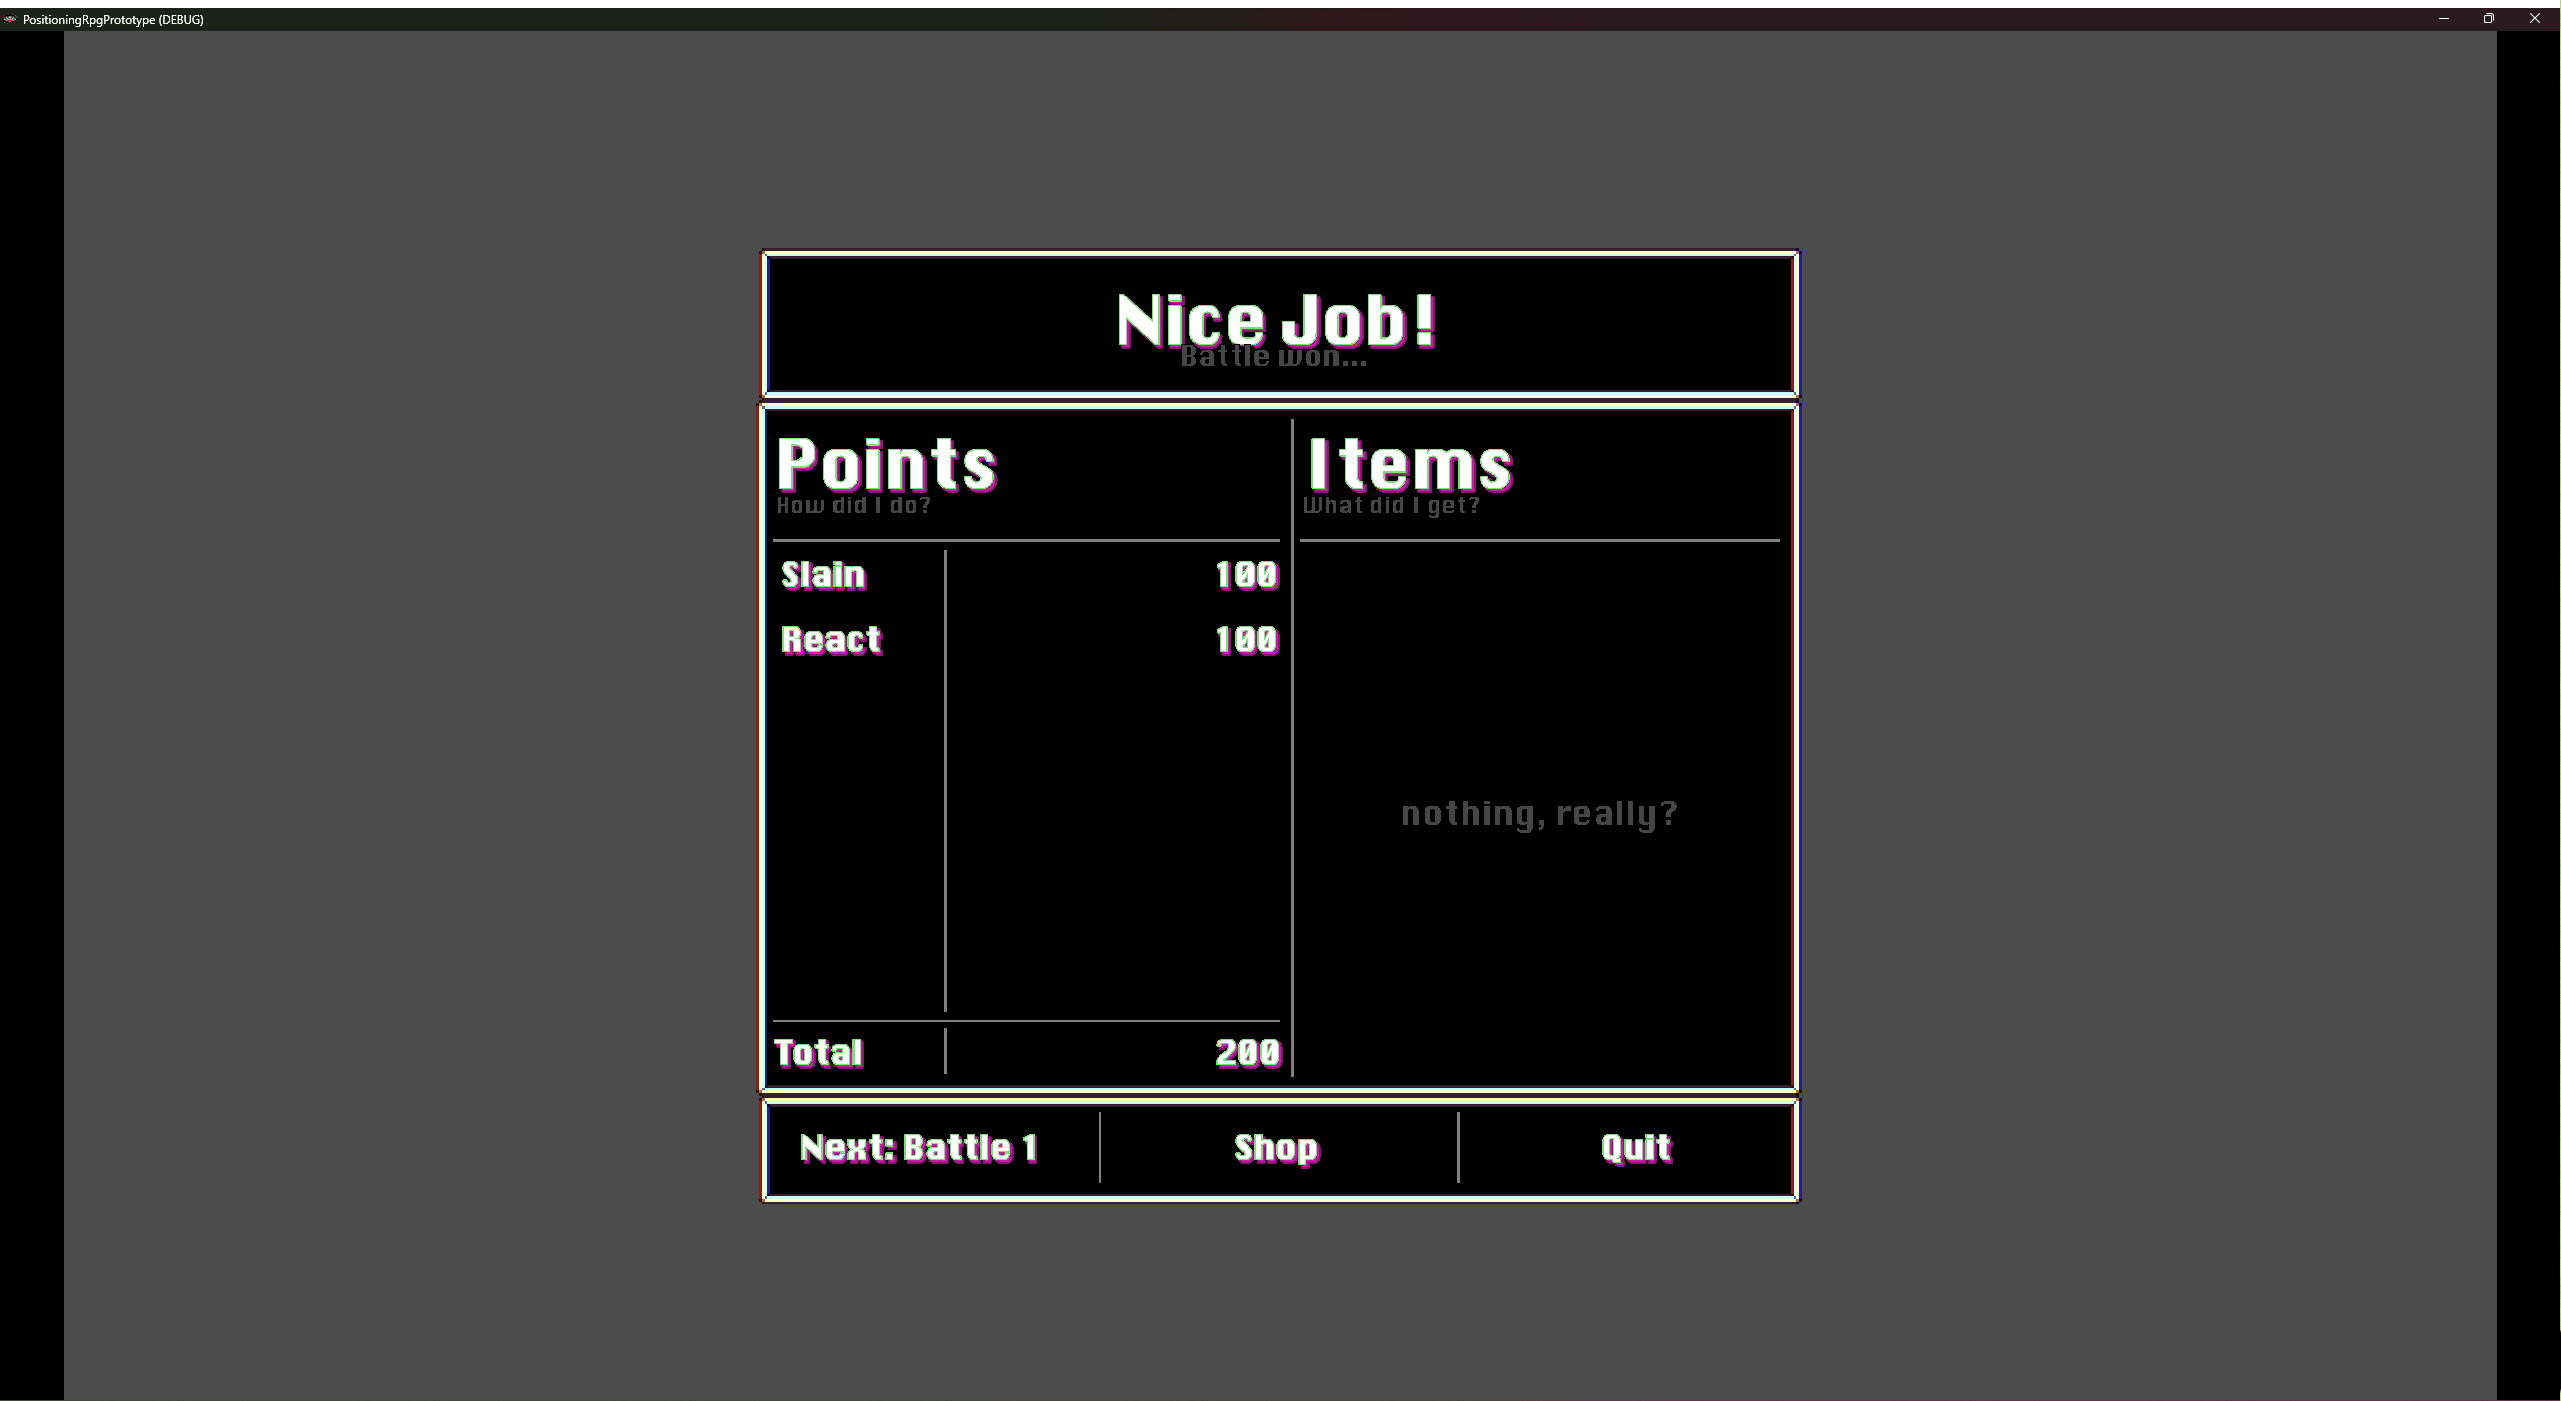 PositioningRpgPrototype (DEBUG)
Nice Job!
Battle won...
Points
How did I do?
Items
What did I get?
Slain 100
React 100
nothing, really?
Total 200
Next: Battle 1
Shop
Quit